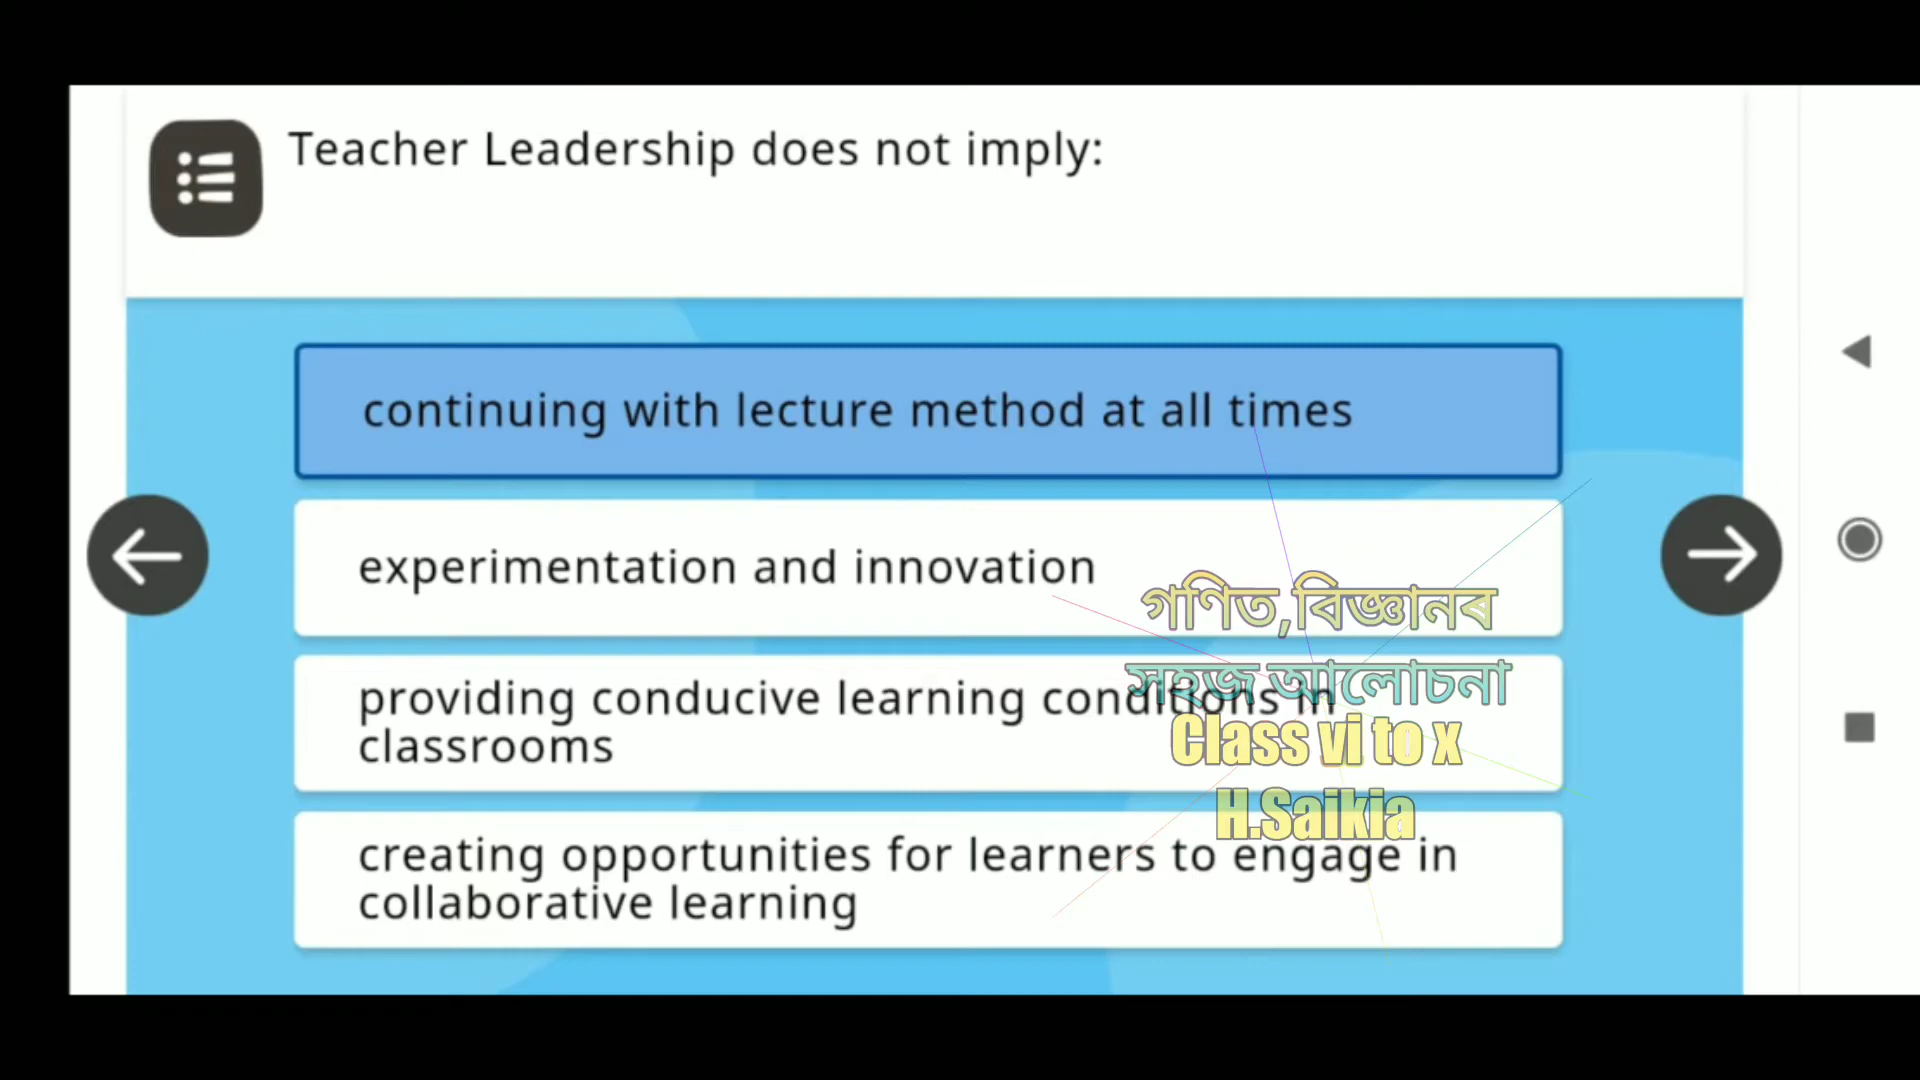 Teacher Leadership does not imply:
continuing with lecture method at all times
experimentation and innovation
providing conducive learning conditions in
classrooms
creating opportunities for learners to engage in
collaborative learning
গণিত,বিজ্ঞানৰ
সহজ আলোচনা
Class vi to x
H.Saikia